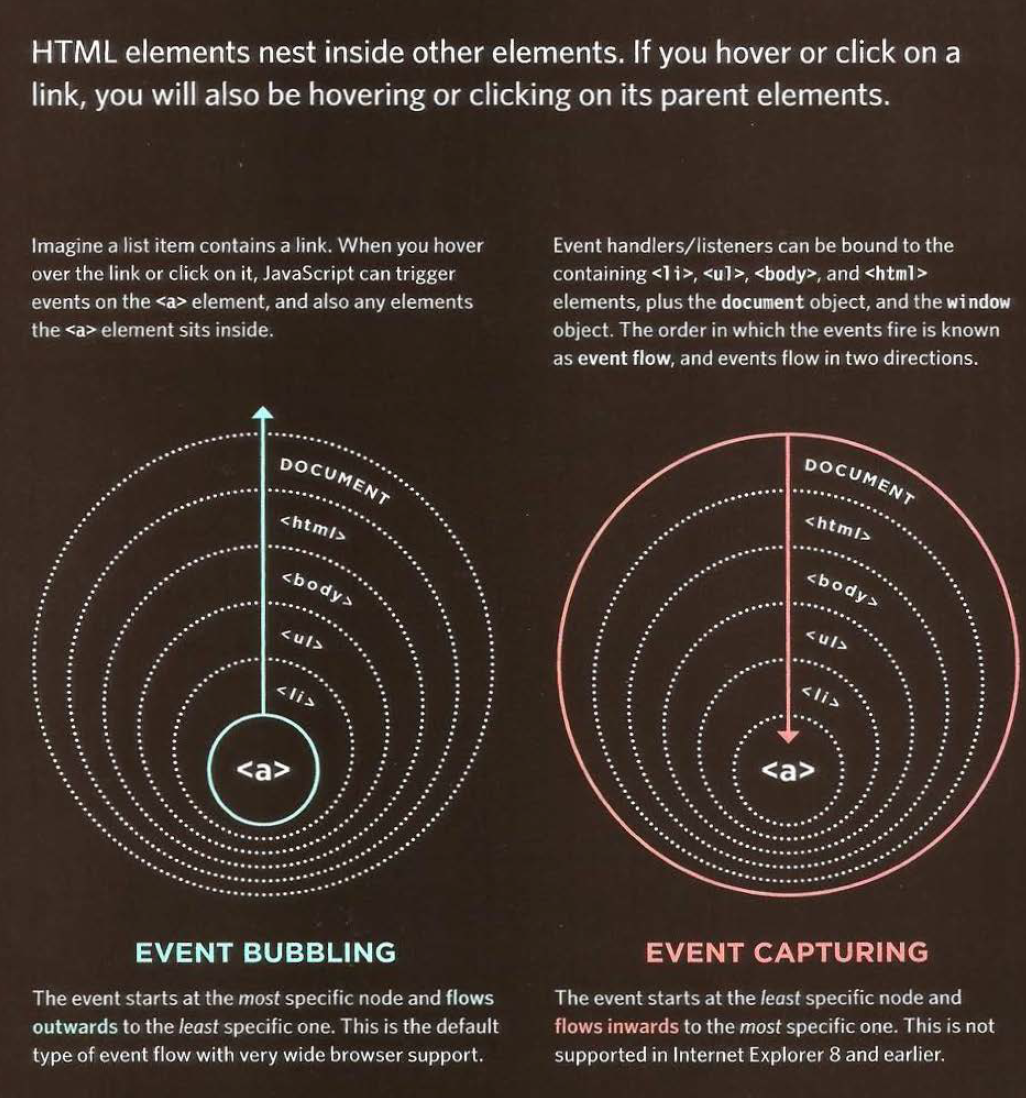 HTML elements nest inside other elements. If you hover or click on a
link, you will also be hovering or clicking on its parent elements.
Imagine a list item contains a link. When you hover
over the link or click on it, JavaScript can trigger
events on the <a> element, and also any elements
the <a> element sits inside.
Event handlers/listeners can be bound to the
containing <li>, <ul>, <body>, and <html>
elements, plus the document object, and the window
object. The order in which the events fire is known
as event flow, and events flow in two directions.
DOCUMENT
<html>
<body>
<ul>
<li>
<a>
DOCUMENT
<html>
<body>
<ul>
<li>
<a>
EVENT BUBBLING
The event starts at the most specific node and flows
outwards to the least specific one. This is the default
type of event flow with very wide browser support.
EVENT CAPTURING
The event starts at the least specific node and
flows inwards to the most specific one. This is not
supported in Internet Explorer 8 and earlier.